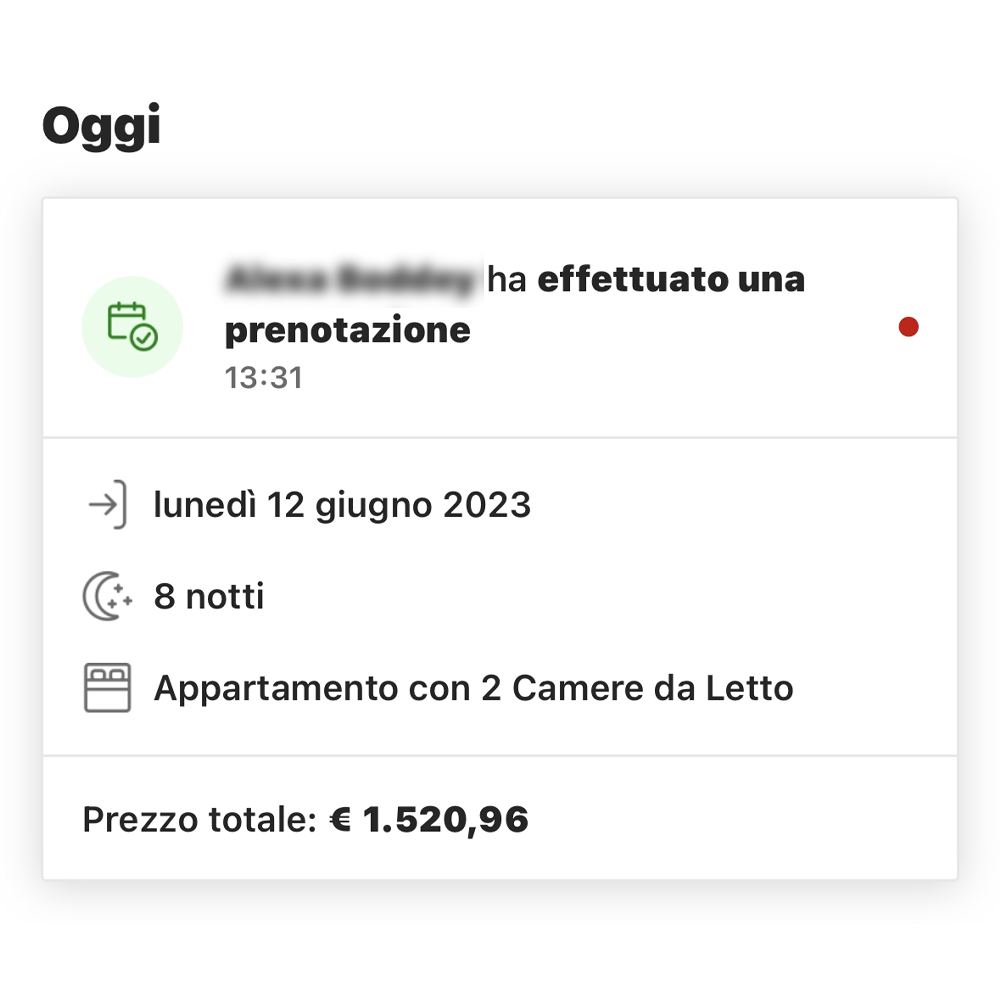 Oggi
ha effettuato una
prenotazione
13:31
lunedì 12 giugno 2023
8 notti
Appartamento con 2 Camere da Letto
Prezzo totale: € 1.520,96